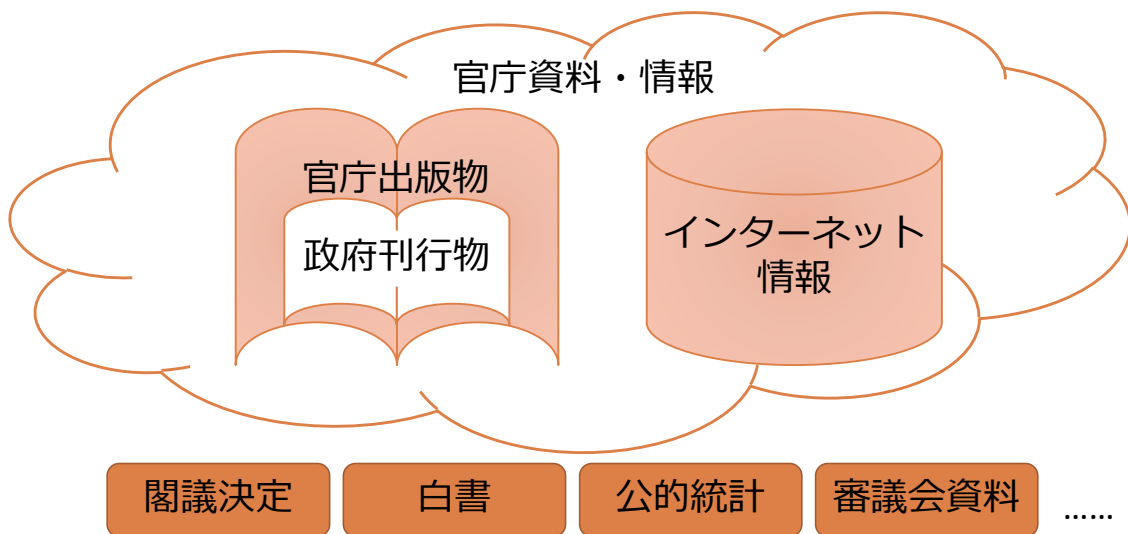 官庁資料・情報
官庁出版物
政府刊行物
インターネット
情報
閣議決定
白書
公的統計
審議会資料
……